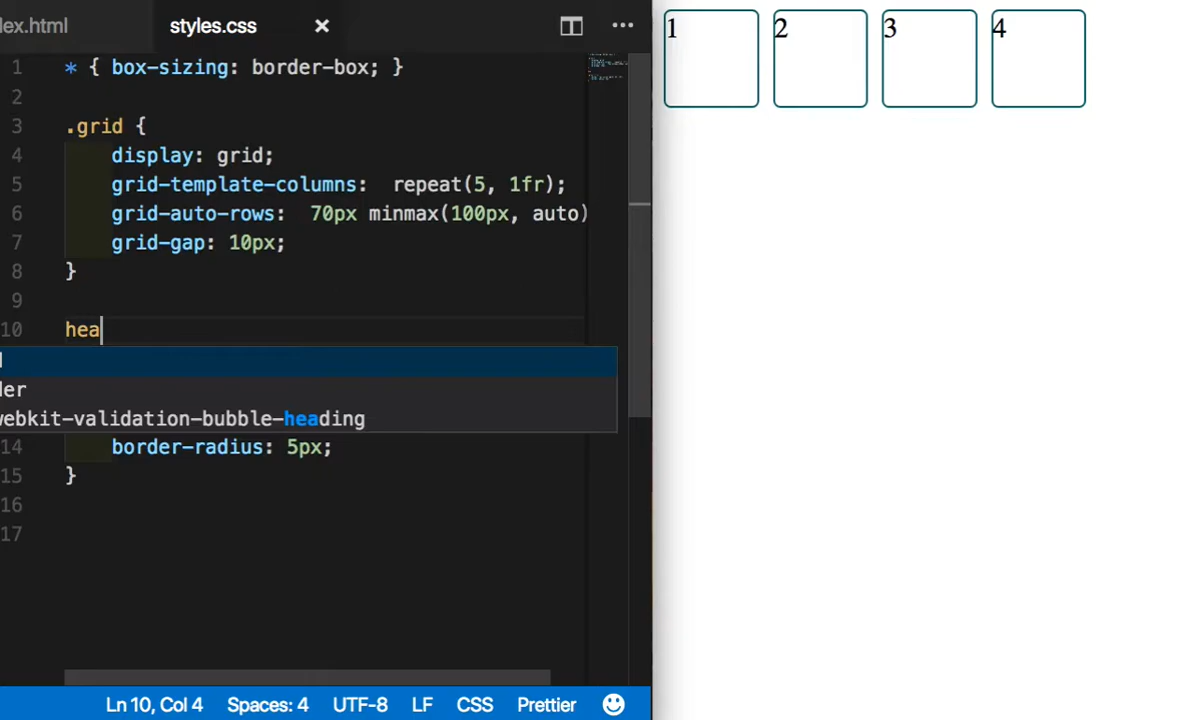 ex.html styles.css
1 * { box-sizing: border-box; }
2
3 .grid {
4 display: grid;
5 grid-template-columns: repeat(5, 1fr);
6 grid-auto-rows: 70px minmax(100px, auto)
7 grid-gap: 10px;
8 }
9
10 hea
der
webkit-validation-bubble-heading
14 border-radius: 5px;
15 }
16
17
Ln 10, Col 4 Spaces: 4 UTF-8 LF CSS Prettier
1 2 3 4